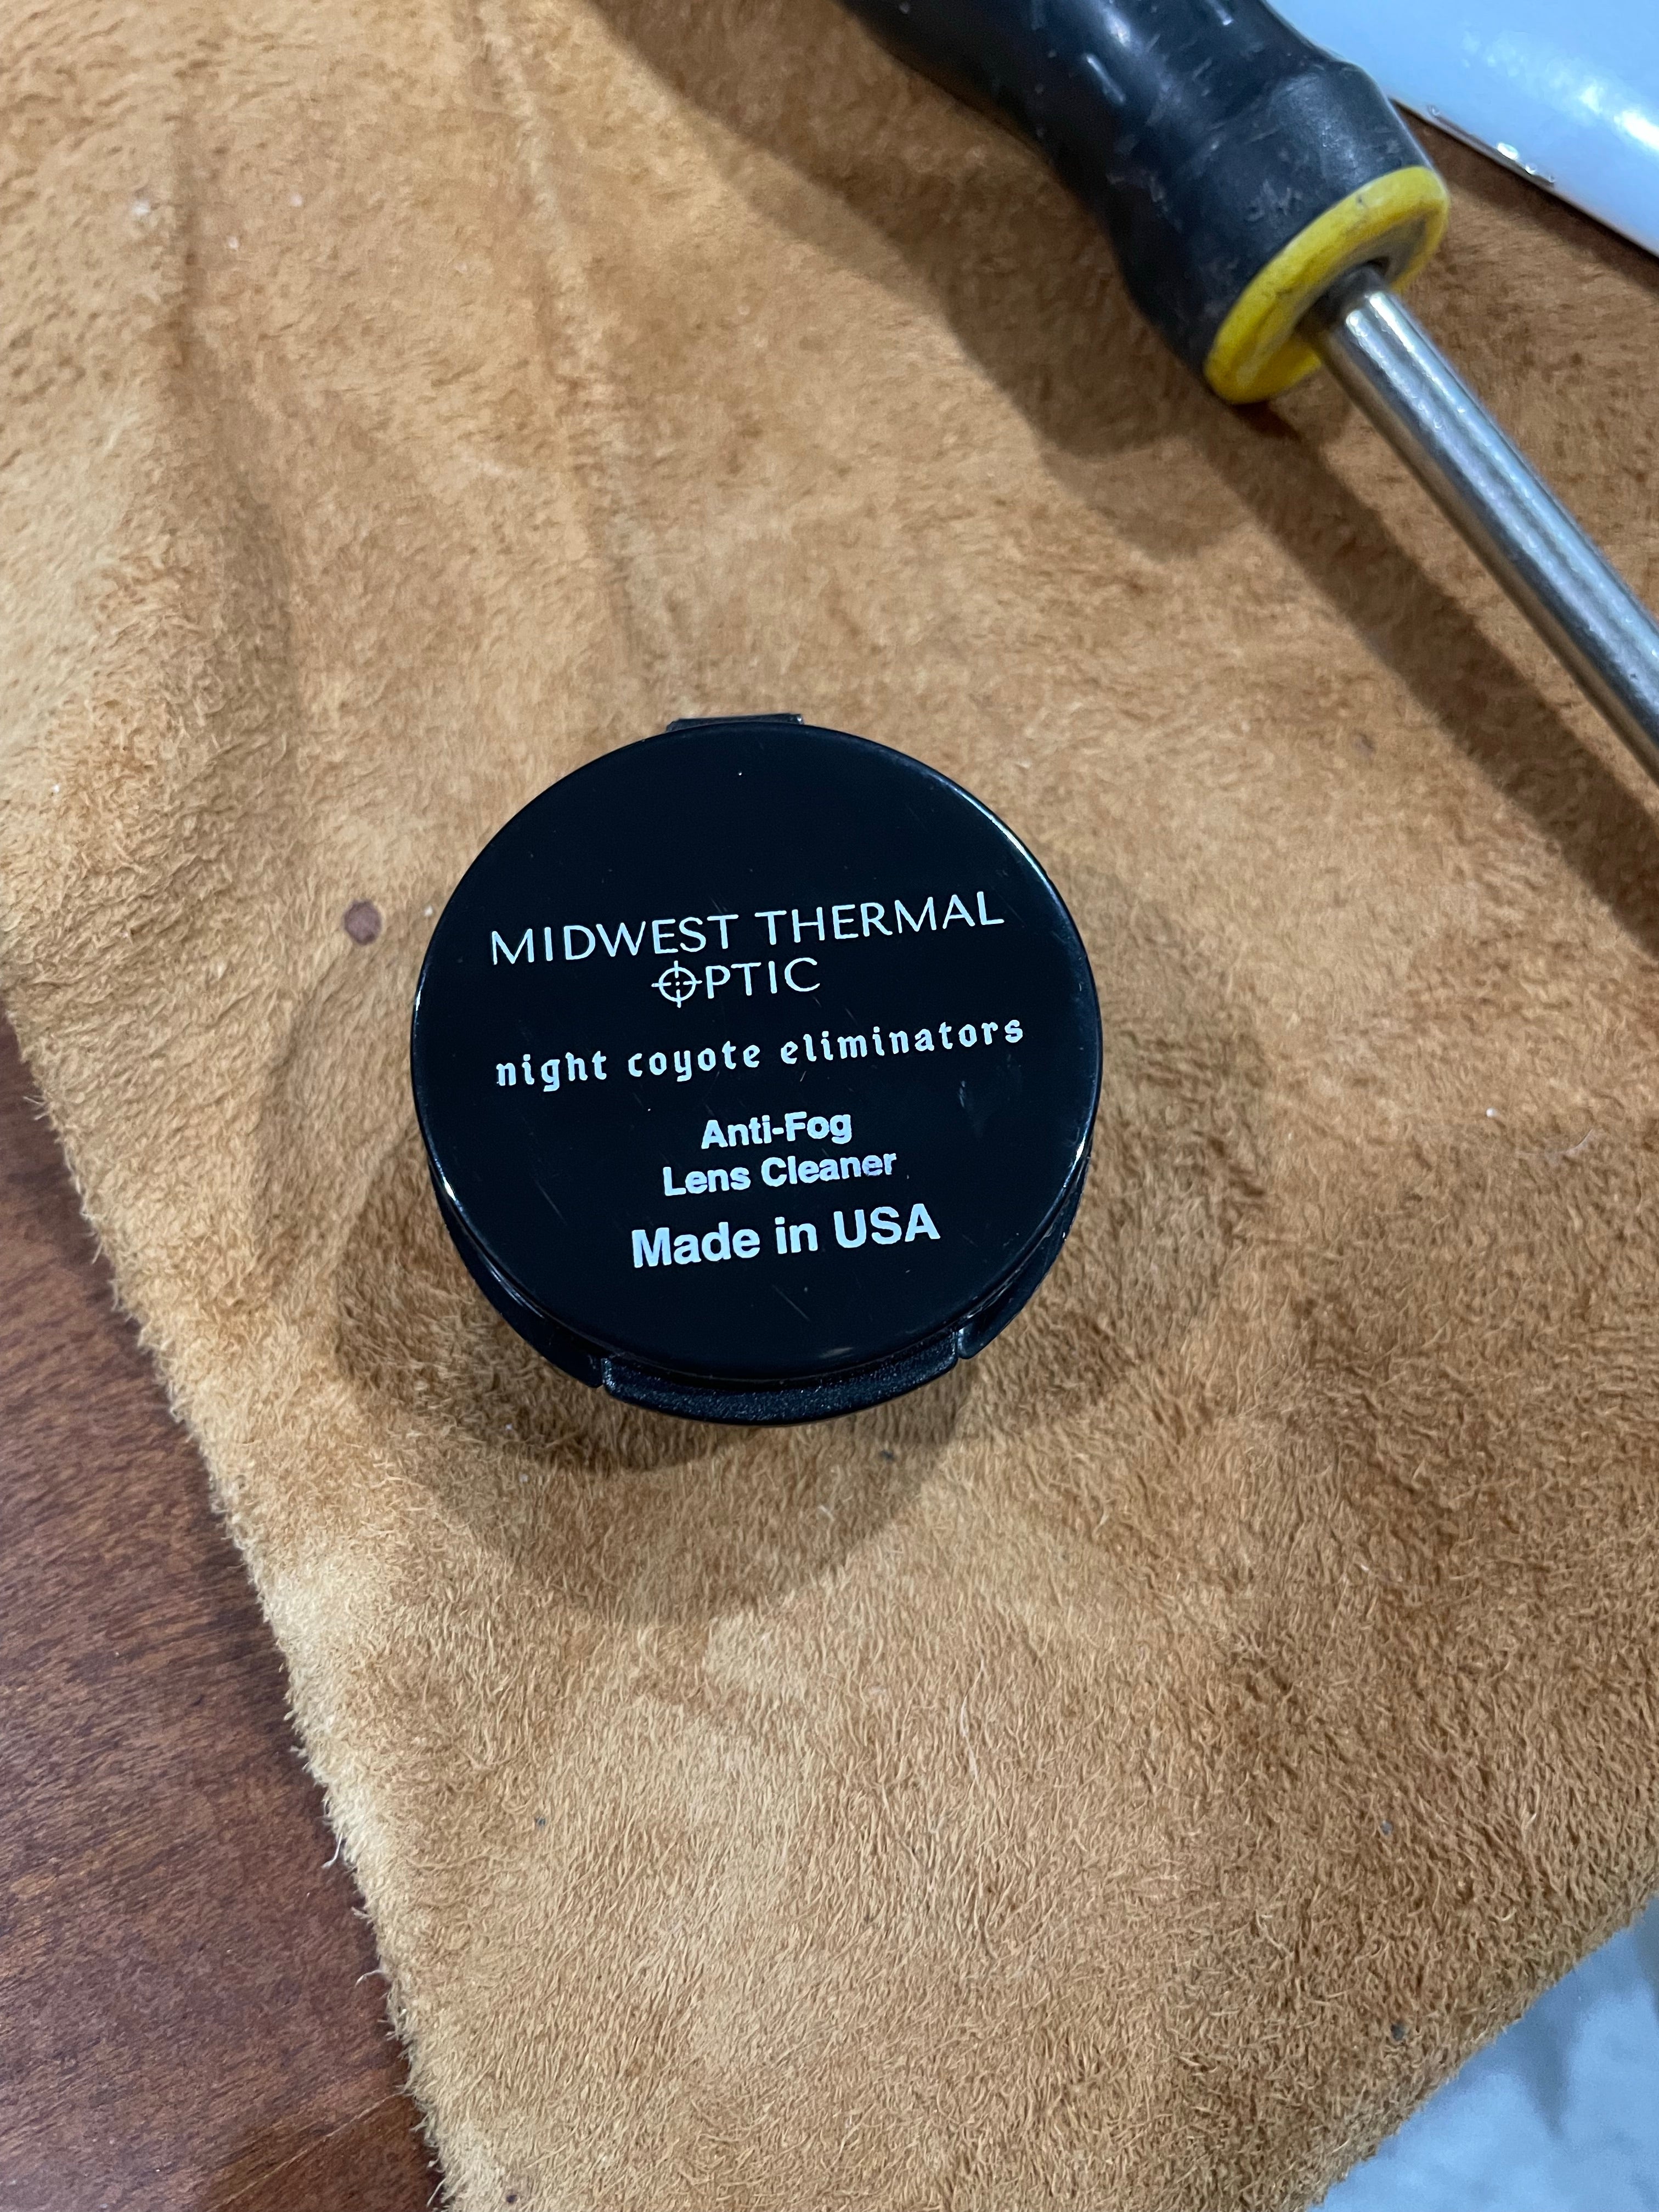 MIDWEST THERMAL
OPTIC
night coyote eliminators
Anti-Fog
Lens Cleaner
Made in USA